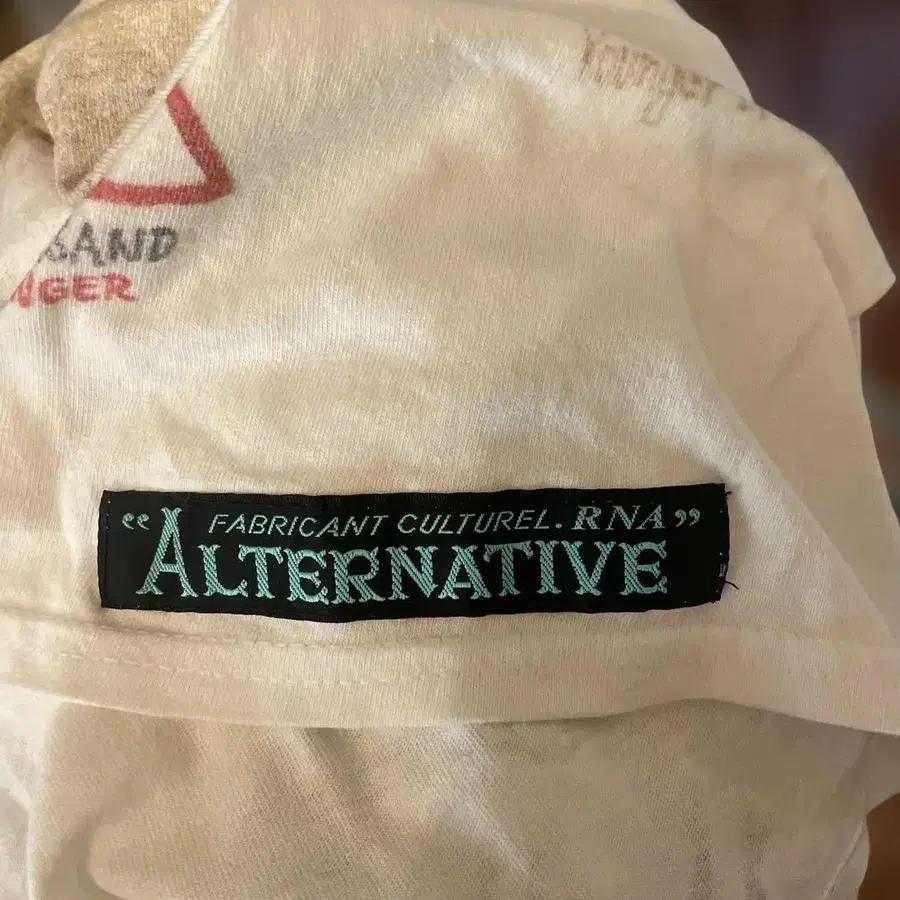 SAND
NGER
“FABRICANT CULTUREL. RNA”
ALTERNATIVE